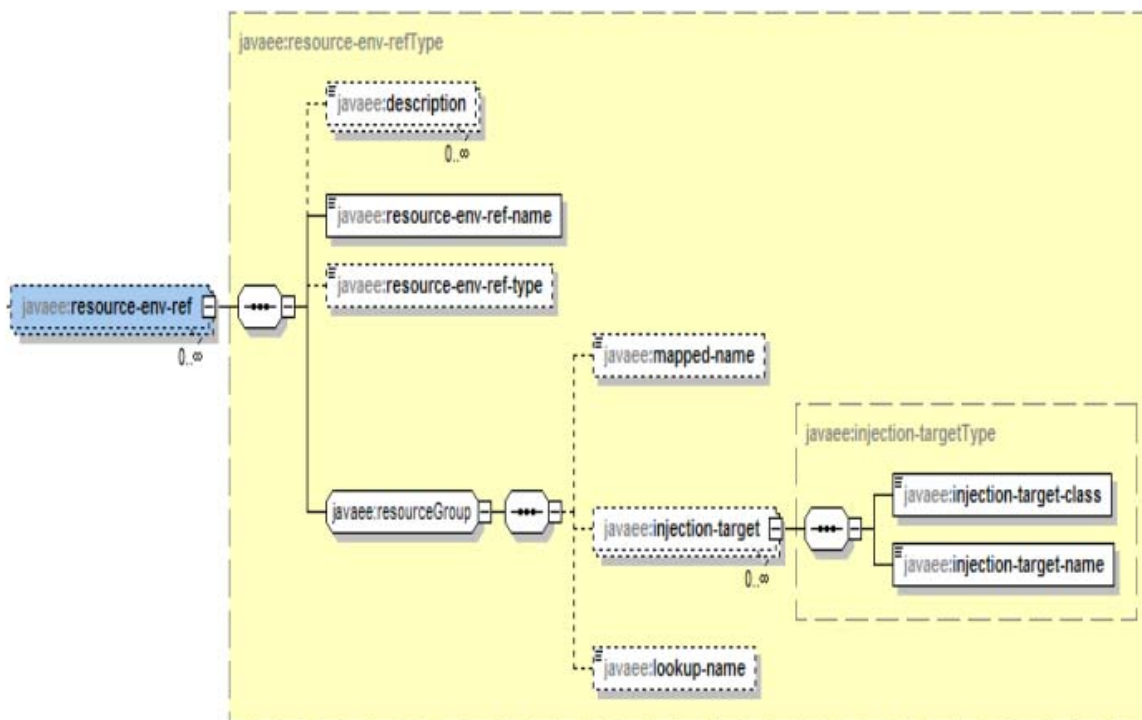 javaee:resource-env-refType
javaee:description
0..∞
javaee:resource-env-ref-name
javaee:resource-env-ref-type
javaee:resource-env-ref
0..∞
javaee:mapped-name
javaee:injection-targetType
javaee:injection-target-class
javaee:resourceGroup
javaee:injection-target
0..∞
javaee:injection-target-name
javaee:lookup-name